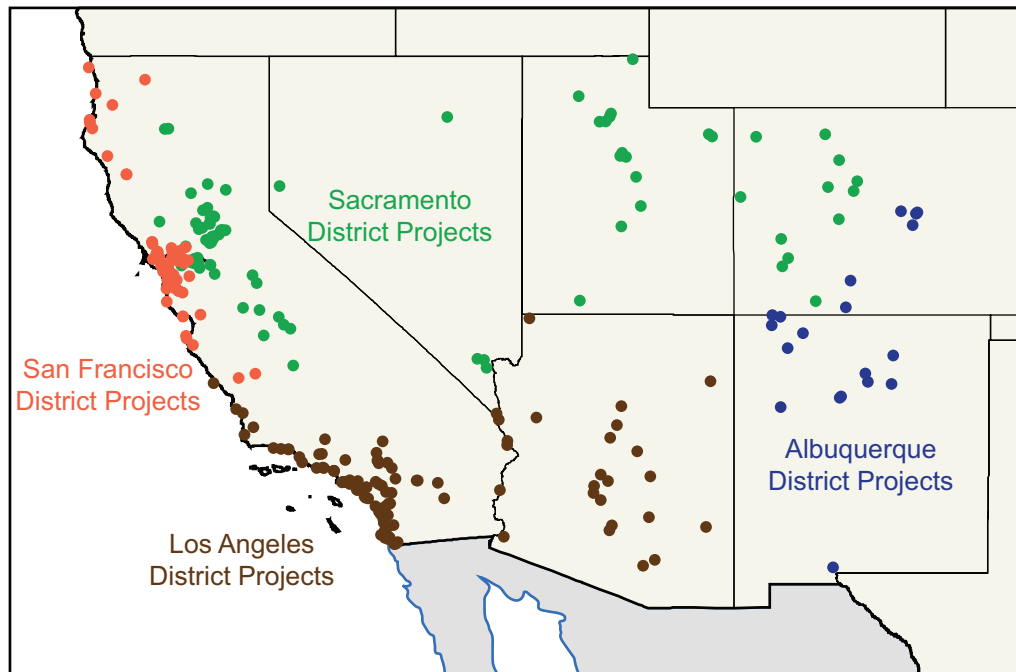 Sacramento
District Projects
San Francisco
District Projects
Albuquerque
District Projects
Los Angeles
District Projects